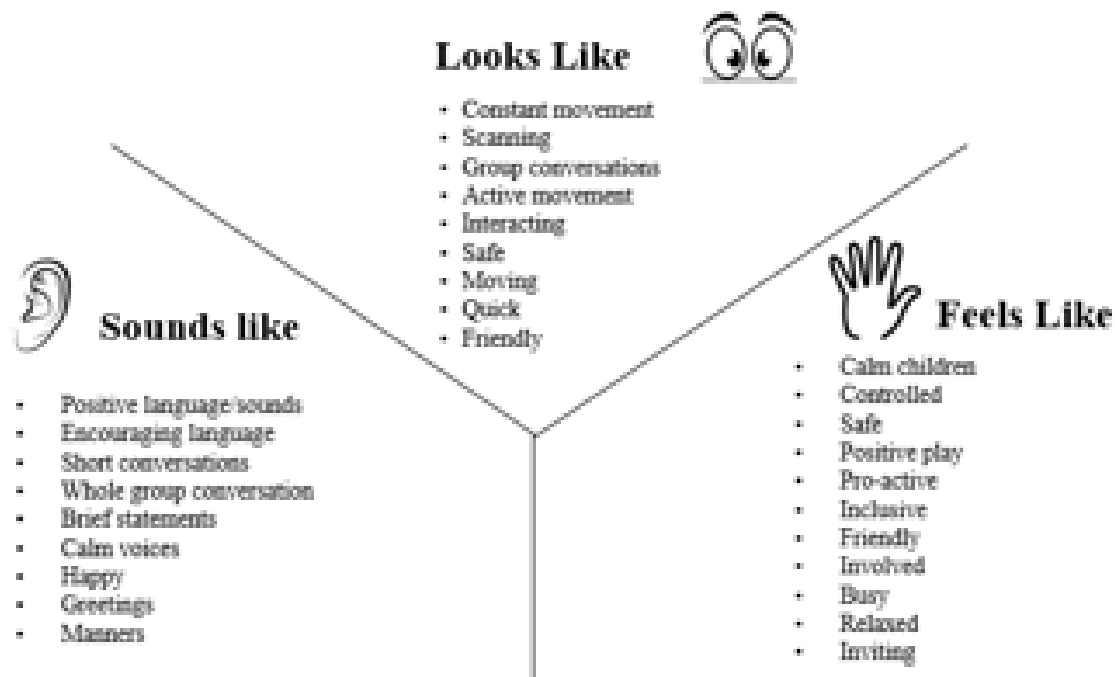 Looks Like
• Constant movement
• Scanning
• Group conversations
• Active movement
• Interacting
• Safe
• Moving
• Quick
• Friendly
Sounds like
• Positive language/sounds
• Encouraging language
• Short conversations
• Whole group conversation
• Brief statements
• Calm voices
• Happy
• Greetings
• Manners
Feels Like
• Calm children
• Controlled
• Safe
• Positive play
• Pro-active
• Inclusive
• Friendly
• Involved
• Busy
• Relaxed
• Inviting